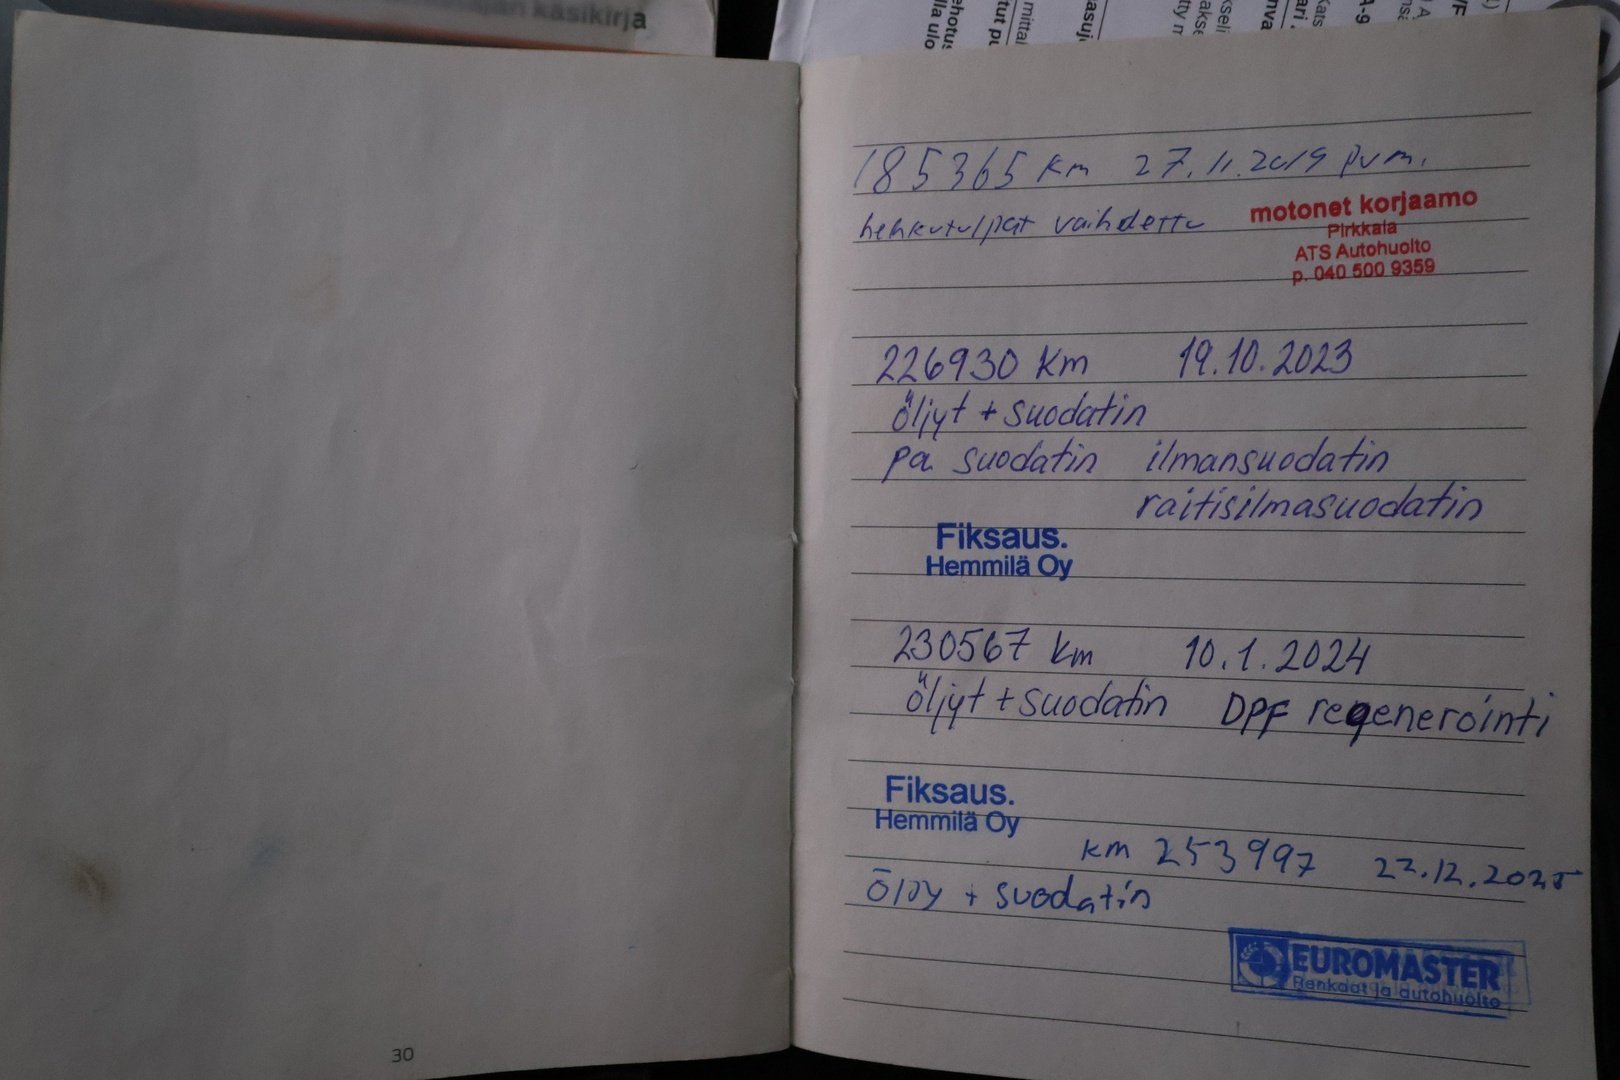 käsikirja
185365 km 27.11.2019 pvm.
hehkutulpat vaihdettu
motonet korjaamo
Pirkkala
ATS Autohuolto
p. 040 500 9359
226930 km 19.10.2023
öljyt + suodatin
pa suodatin ilmansuodatin
raitisilmasuodatin
Fiksaus.
Hemmilä Oy
230567 km 10.1.2024
öljyt + suodatin DPF regenerointi
Fiksaus.
Hemmilä Oy
km 253997 22.12.2025
öljy + suodatin
EUROMASTER
Renkaat ja autohuolto
30